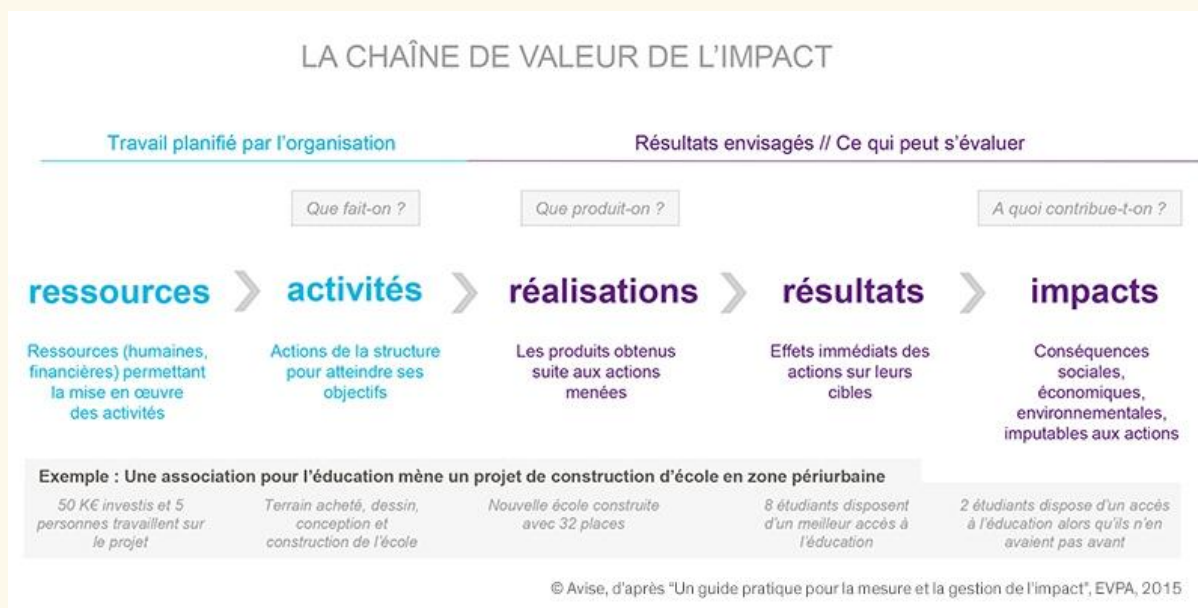 LA CHAÎNE DE VALEUR DE L'IMPACT
Travail planifié par l'organisation
Résultats envisagés // Ce qui peut s'évaluer
Que fait-on ?
Que produit-on ?
A quoi contribue-t-on ?
ressources
activités
réalisations
résultats
impacts
Ressources (humaines,
financières) permettant
la mise en œuvre
des activités
Actions de la structure
pour atteindre ses
objectifs
Les produits obtenus
suite aux actions
menées
Effets immédiats des
actions sur leurs
cibles
Conséquences
sociales,
économiques,
environnementales,
imputables aux actions
Exemple : Une association pour l'éducation mène un projet de construction d'école en zone périurbaine
50 K€ investis et 5
personnes travaillent sur
le projet
Terrain acheté, dessin,
conception et
construction de l'école
Nouvelle école construite
avec 32 places
8 étudiants disposent
d'un meilleur accès à
l'éducation
2 étudiants dispose d'un accès
à l'éducation alors qu'ils n'en
avaient pas avant
© Avise, d'après "Un guide pratique pour la mesure et la gestion de l'impact", EVPA, 2015